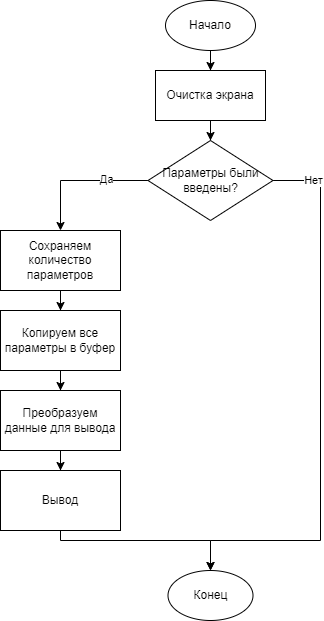 Начало
Очистка экрана
Параметры были
введены?
Да
Нет
Сохраняем
количество
параметров
Копируем все
параметры в буфер
Преобразуем
данные для вывода
Вывод
Конец